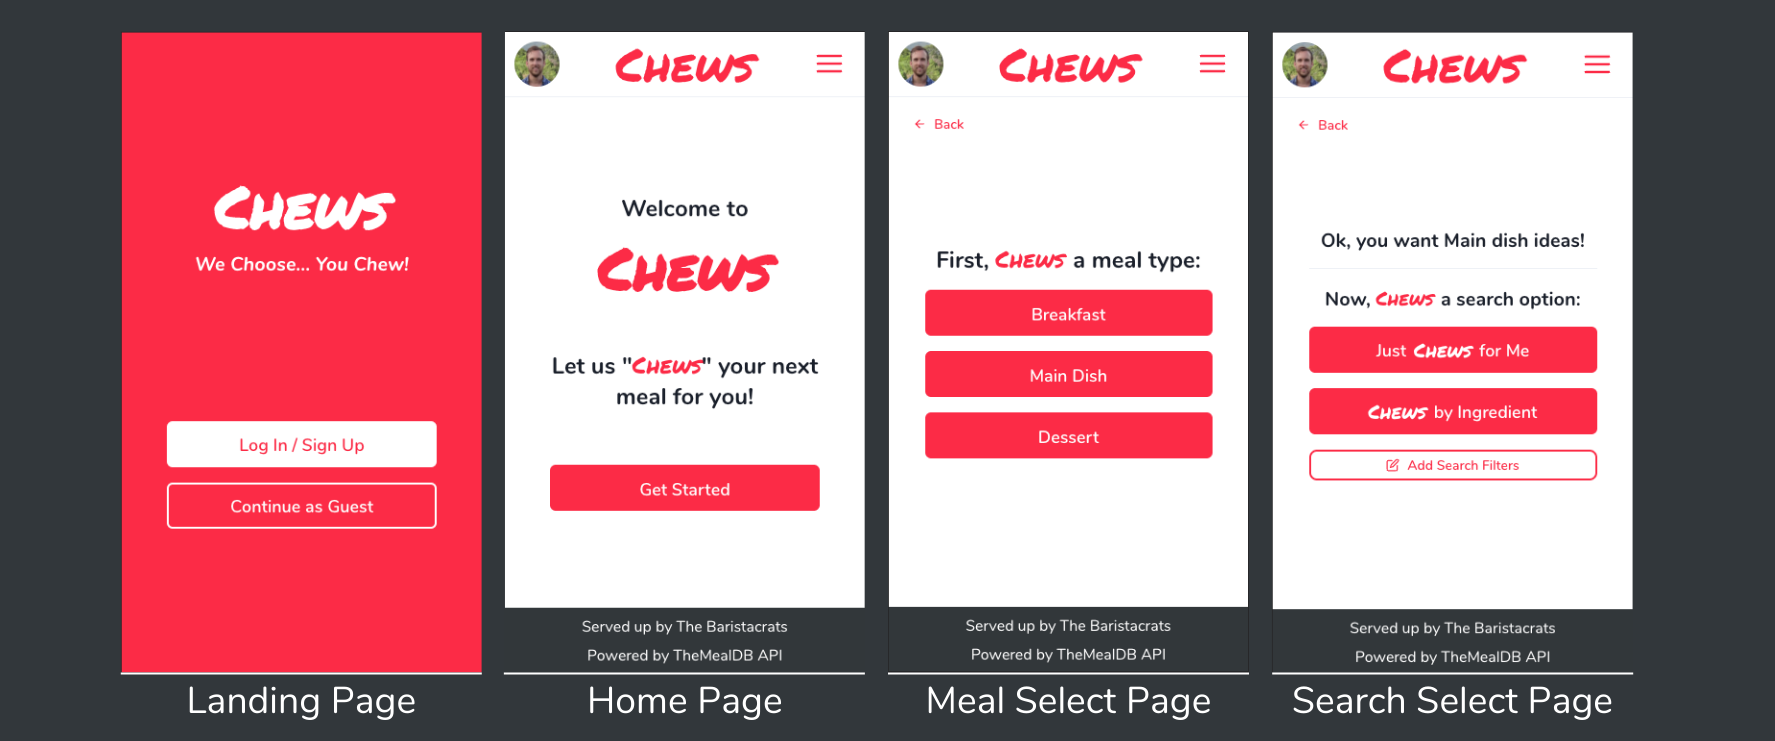 Chews
We Choose... You Chew!
Log In / Sign Up
Continue as Guest
Landing Page
Chews
Welcome to
Chews
Let us "Chews" your next
meal for you!
Get Started
Served up by The Baristacrats
Powered by TheMealDB API
Home Page
Chews
Back
First, Chews a meal type:
Breakfast
Main Dish
Dessert
Served up by The Baristacrats
Powered by TheMealDB API
Meal Select Page
Chews
Back
Ok, you want Main dish ideas!
Now, Chews a search option:
Just Chews for Me
Chews by Ingredient
Add Search Filters
Served up by The Baristacrats
Powered by TheMealDB API
Search Select Page